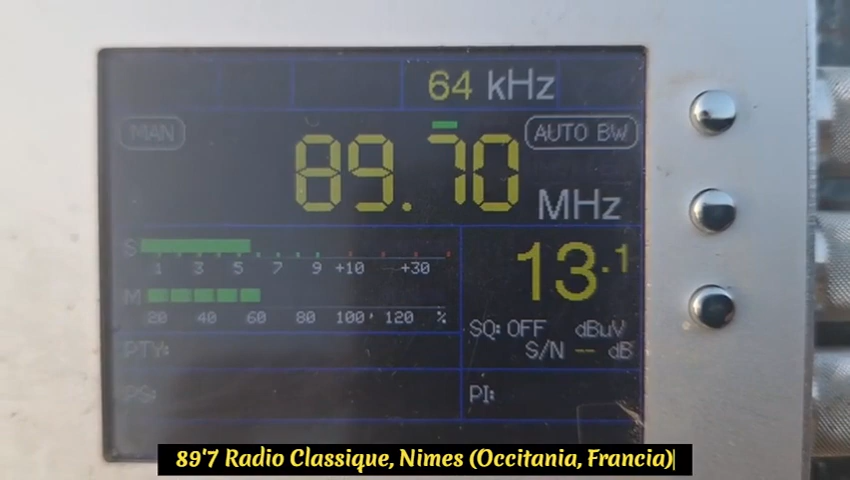 64 kHz
MAN
AUTO BW
89.70 MHz
S
1 3 5 7 9 +10 +30
M
20 40 60 80 100 120 %
13.1
SQ: OFF dBuV
S/N -- dB
PTY:
PS:
PI:
89'7 Radio Classique, Nimes (Occitania, Francia)